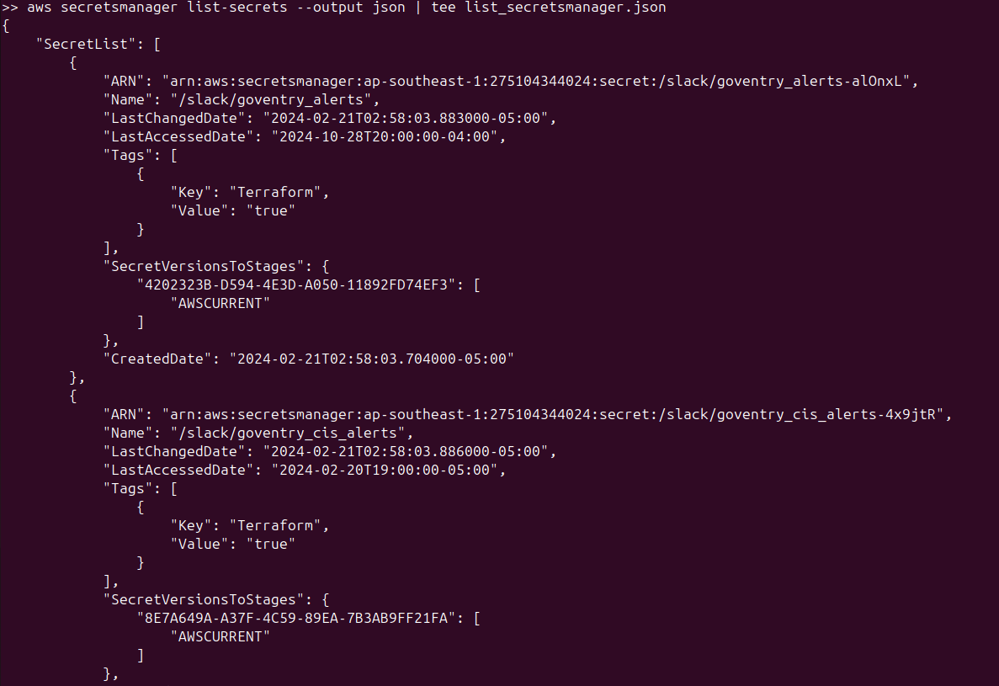 >> aws secretsmanager list-secrets --output json | tee list_secretsmanager.json
{
    "SecretList": [
        {
            "ARN": "arn:aws:secretsmanager:ap-southeast-1:275104344024:secret:/slack/goventry_alerts-alOnxL",
            "Name": "/slack/goventry_alerts",
            "LastChangedDate": "2024-02-21T02:58:03.883000-05:00",
            "LastAccessedDate": "2024-10-28T20:00:00-04:00",
            "Tags": [
                {
                    "Key": "Terraform",
                    "Value": "true"
                }
            ],
            "SecretVersionsToStages": {
                "4202323B-D594-4E3D-A050-11892FD74EF3": [
                    "AWSCURRENT"
                ]
            },
            "CreatedDate": "2024-02-21T02:58:03.704000-05:00"
        },
        {
            "ARN": "arn:aws:secretsmanager:ap-southeast-1:275104344024:secret:/slack/goventry_cis_alerts-4x9jtR",
            "Name": "/slack/goventry_cis_alerts",
            "LastChangedDate": "2024-02-21T02:58:03.886000-05:00",
            "LastAccessedDate": "2024-02-20T19:00:00-05:00",
            "Tags": [
                {
                    "Key": "Terraform",
                    "Value": "true"
                }
            ],
            "SecretVersionsToStages": {
                "8E7A649A-A37F-4C59-89EA-7B3AB9FF21FA": [
                    "AWSCURRENT"
                ]
            },